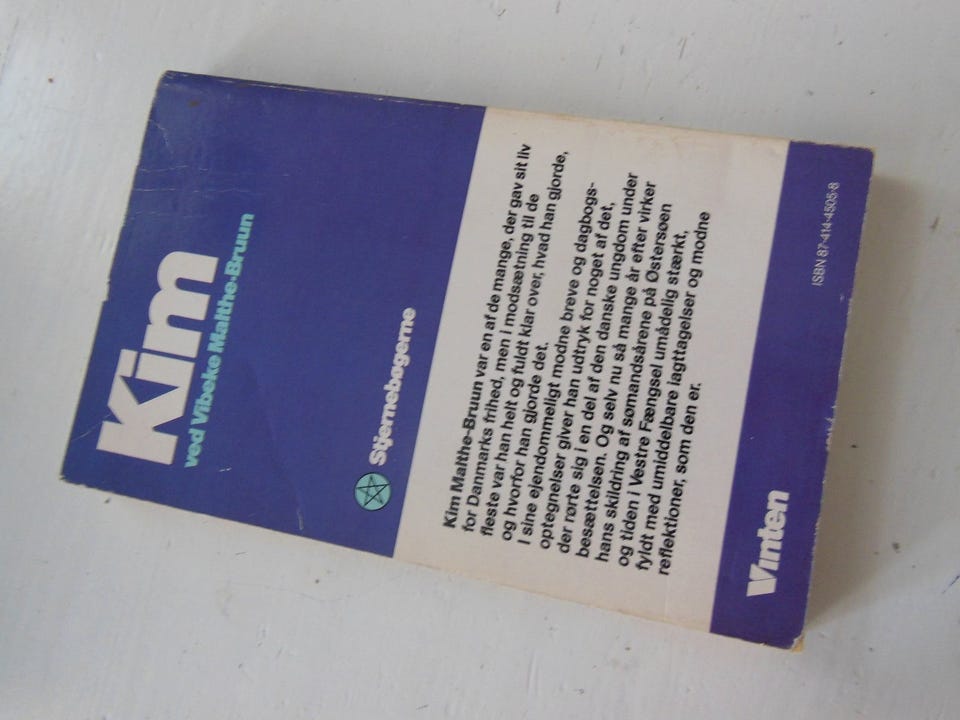 Kim
ved Vibeke Malthe-Bruun
Stjernebøgerne
Kim Malthe-Bruun var en af de mange, der gav sit liv
for Danmarks frihed, men i modsætning til de
fleste var han helt og fuldt klar over, hvad han gjorde,
og hvorfor han gjorde det.
I sine ejendommeligt modne breve og dagbogs-
optegnelser giver han udtryk for noget af det,
der rørte sig i en del af den danske ungdom under
besættelsen. Og selv nu så mange år efter virker
hans skildring af sømandsårene på Østersøen
og tiden i Vestre Fængsel umådelig stærkt,
fyldt med umiddelbare iagttagelser og modne
reflektioner, som den er.
Vinten
ISBN 87-414-4505-8